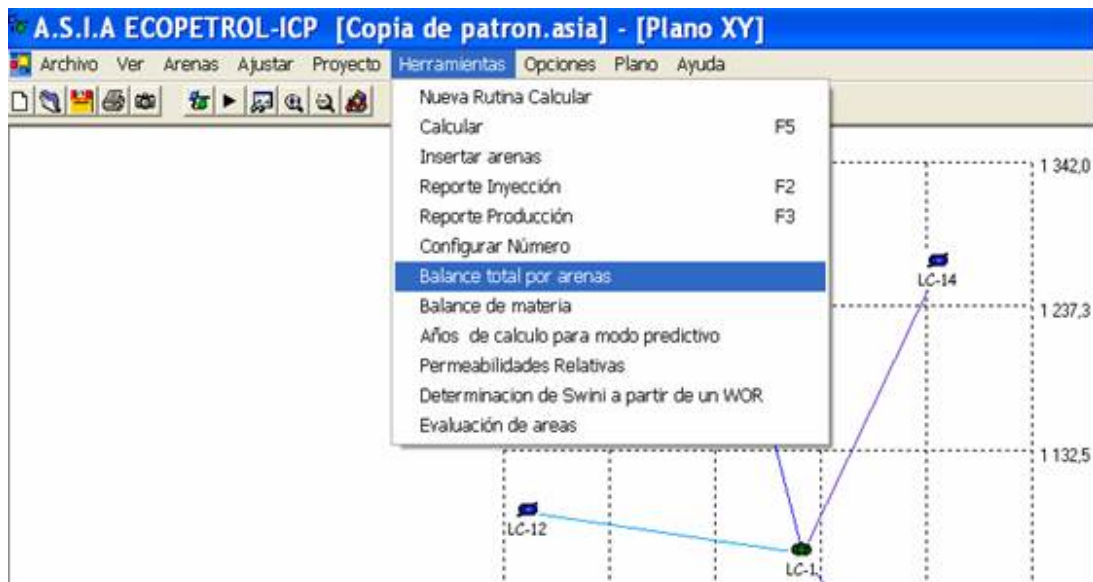 A.S.I.A ECOPETROL-ICP [Copia de patron.asia] - [Plano XY]
Archivo Ver Arenas Ajustar Proyecto Herramientas Opciones Plano Ayuda
Nueva Rutina Calcular
Calcular F5
Insertar arenas
Reporte Inyección F2
Reporte Producción F3
Configurar Número
Balance total por arenas
Balance de materia
Años de calculo para modo predictivo
Permeabilidades Relativas
Determinacion de Swini a partir de un WOR
Evaluación de areas
1 342,0
LC-14
1 237,3
1 132,5
LC-12
LC-1